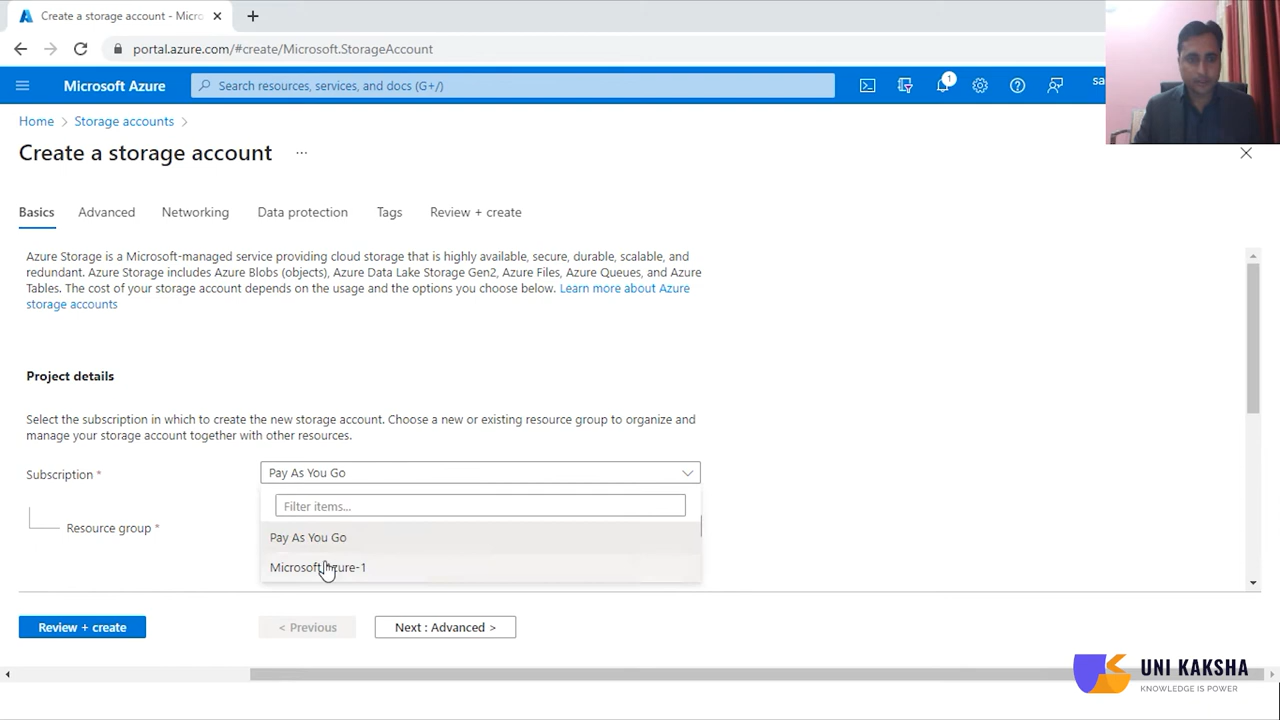 Create a storage account - Micro
portal.azure.com/#create/Microsoft.StorageAccount
Microsoft Azure
Search resources, services, and docs (G+/)
1
sa
Home > Storage accounts >
Create a storage account ...
Basics Advanced Networking Data protection Tags Review + create
Azure Storage is a Microsoft-managed service providing cloud storage that is highly available, secure, durable, scalable, and
redundant. Azure Storage includes Azure Blobs (objects), Azure Data Lake Storage Gen2, Azure Files, Azure Queues, and Azure
Tables. The cost of your storage account depends on the usage and the options you choose below. Learn more about Azure
storage accounts
Project details
Select the subscription in which to create the new storage account. Choose a new or existing resource group to organize and
manage your storage account together with other resources.
Subscription *
Pay As You Go
Filter items...
Pay As You Go
Resource group *
Microsoft Azure-1
Review + create
< Previous
Next : Advanced >
UNI KAKSHA
KNOWLEDGE IS POWER